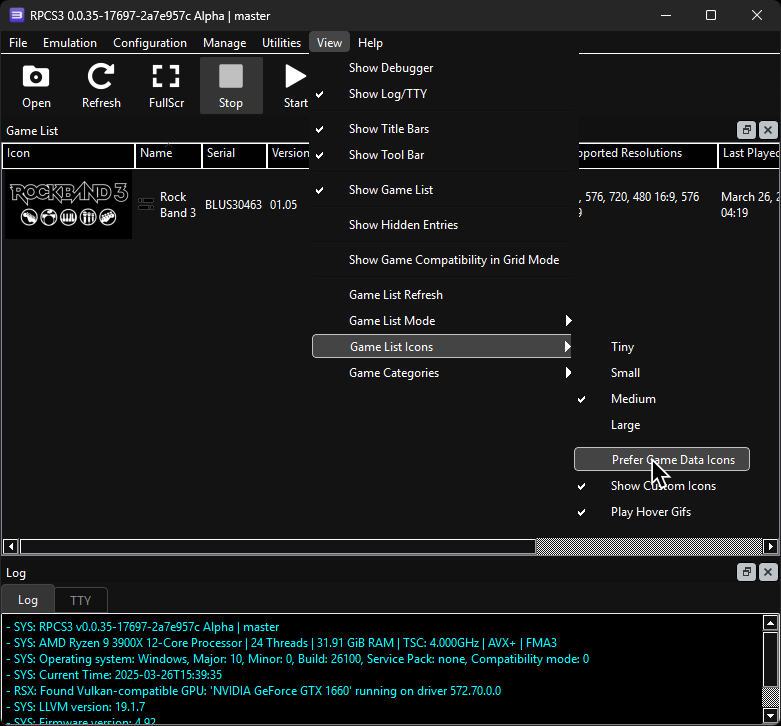 RPCS3 0.0.35-17697-2a7e957c Alpha | master
File Emulation Configuration Manage Utilities View Help
Open Refresh FullScr Stop Start
Show Debugger
Show Log/TTY
Show Title Bars
Show Tool Bar
Show Game List
Show Hidden Entries
Show Game Compatibility in Grid Mode
Game List Refresh
Game List Mode
Game List Icons
Game Categories
Tiny
Small
Medium
Large
Prefer Game Data Icons
Show Custom Icons
Play Hover Gifs
Game List
Icon Name Serial Version pported Resolutions Last Played
ROCKBAND 3
Rock
Band 3
BLUS30463 01.05
, 576, 720, 480 16:9, 576
9
March 26, 2
04:19
Log
Log TTY
- SYS: RPCS3 v0.0.35-17697-2a7e957c Alpha | master
- SYS: AMD Ryzen 9 3900X 12-Core Processor | 24 Threads | 31.91 GiB RAM | TSC: 4.000GHz | AVX+ | FMA3
- SYS: Operating system: Windows, Major: 10, Minor: 0, Build: 26100, Service Pack: none, Compatibility mode: 0
- SYS: Current Time: 2025-03-26T15:39:35
- RSX: Found Vulkan-compatible GPU: 'NVIDIA GeForce GTX 1660' running on driver 572.70.0.0
- SYS: LLVM version: 19.1.7
- SYS: Firmware version: 4.92